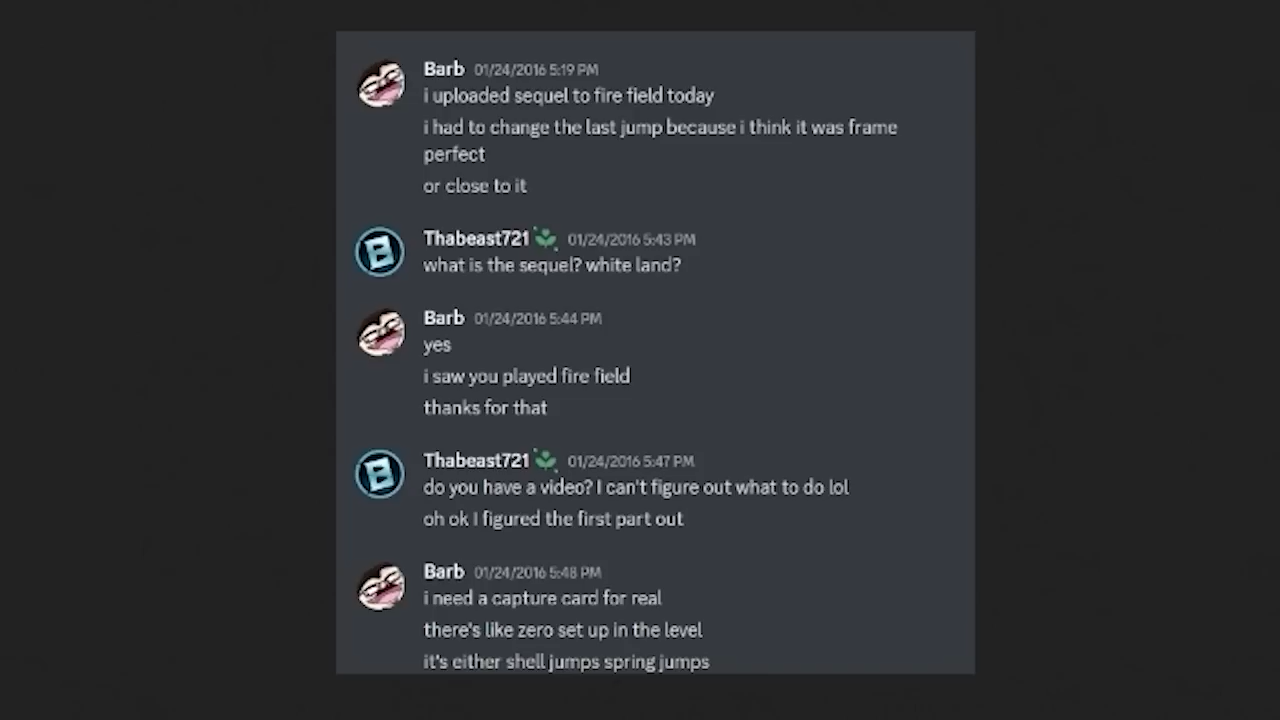 Barb 01/24/2016 5:19 PM
i uploaded sequel to fire field today
i had to change the last jump because i think it was frame
perfect
or close to it
Thabeast721 01/24/2016 5:43 PM
what is the sequel? white land?
Barb 01/24/2016 5:44 PM
yes
i saw you played fire field
thanks for that
Thabeast721 01/24/2016 5:47 PM
do you have a video? I can't figure out what to do lol
oh ok I figured the first part out
Barb 01/24/2016 5:48 PM
i need a capture card for real
there's like zero set up in the level
it's either shell jumps spring jumps